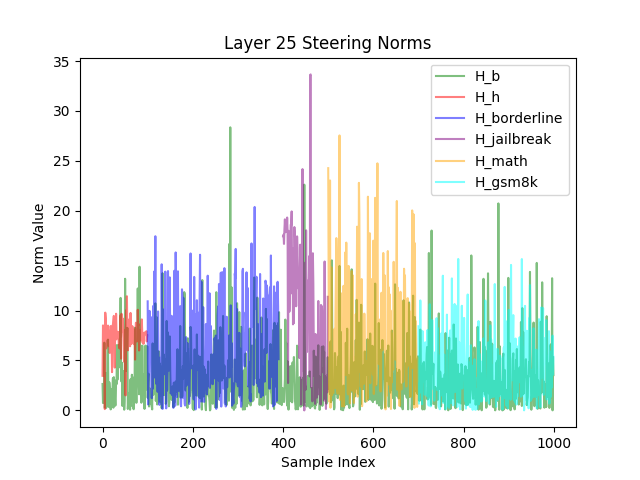 Layer 25 Steering Norms
35
30
25
20
15
10
5
0
Norm Value
0 200 400 600 800 1000
Sample Index
H_b
H_h
H_borderline
H_jailbreak
H_math
H_gsm8k